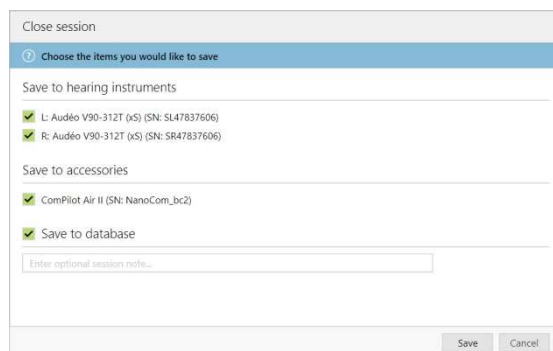 Close session
? Choose the items you would like to save
Save to hearing instruments
L: Audéo V90-312T (xS) (SN: SL47837606)
R: Audéo V90-312T (xS) (SN: SR47837606)
Save to accessories
ComPilot Air II (SN: NanoCom_bc2)
Save to database
Enter optional session note...
Save Cancel